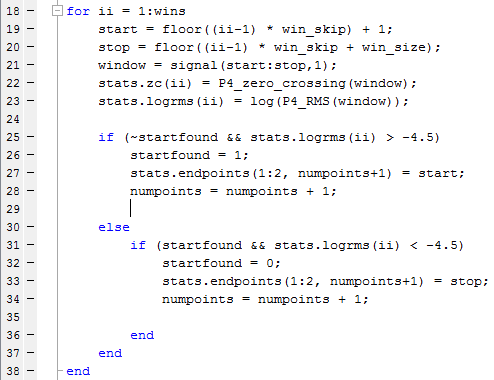 18 - for ii = 1:wins
19 - start = floor((ii-1) * win_skip) + 1;
20 - stop = floor((ii-1) * win_skip + win_size);
21 - window = signal(start:stop,1);
22 - stats.zc(ii) = P4_zero_crossing(window);
23 - stats.logrms(ii) = log(P4_RMS(window));
24
25 - if (~startfound && stats.logrms(ii) > -4.5)
26 - startfound = 1;
27 - stats.endpoints(1:2, numpoints+1) = start;
28 - numpoints = numpoints + 1;
29
30 - else
31 - if (startfound && stats.logrms(ii) < -4.5)
32 - startfound = 0;
33 - stats.endpoints(1:2, numpoints+1) = stop;
34 - numpoints = numpoints + 1;
35
36 - end
37 - end
38 - end